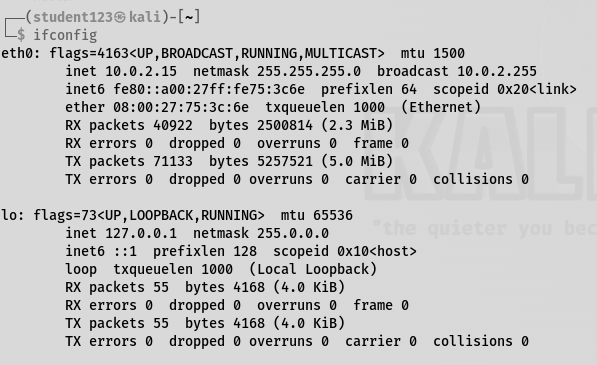 ┌──(student123㉿kali)-[~]
└─$ ifconfig
eth0: flags=4163<UP,BROADCAST,RUNNING,MULTICAST>  mtu 1500
        inet 10.0.2.15  netmask 255.255.255.0  broadcast 10.0.2.255
        inet6 fe80::a00:27ff:fe75:3c6e  prefixlen 64  scopeid 0x20<link>
        ether 08:00:27:75:3c:6e  txqueuelen 1000  (Ethernet)
        RX packets 40922  bytes 2500814 (2.3 MiB)
        RX errors 0  dropped 0  overruns 0  frame 0
        TX packets 71133  bytes 5257521 (5.0 MiB)
        TX errors 0  dropped 0 overruns 0  carrier 0  collisions 0
KAL
lo: flags=73<UP,LOOPBACK,RUNNING>  mtu 65536
"the quieter you bec
        inet 127.0.0.1  netmask 255.0.0.0
        inet6 ::1  prefixlen 128  scopeid 0x10<host>
        loop  txqueuelen 1000  (Local Loopback)
        RX packets 55  bytes 4168 (4.0 KiB)
        RX errors 0  dropped 0  overruns 0  frame 0
        TX packets 55  bytes 4168 (4.0 KiB)
        TX errors 0  dropped 0 overruns 0  carrier 0  collisions 0